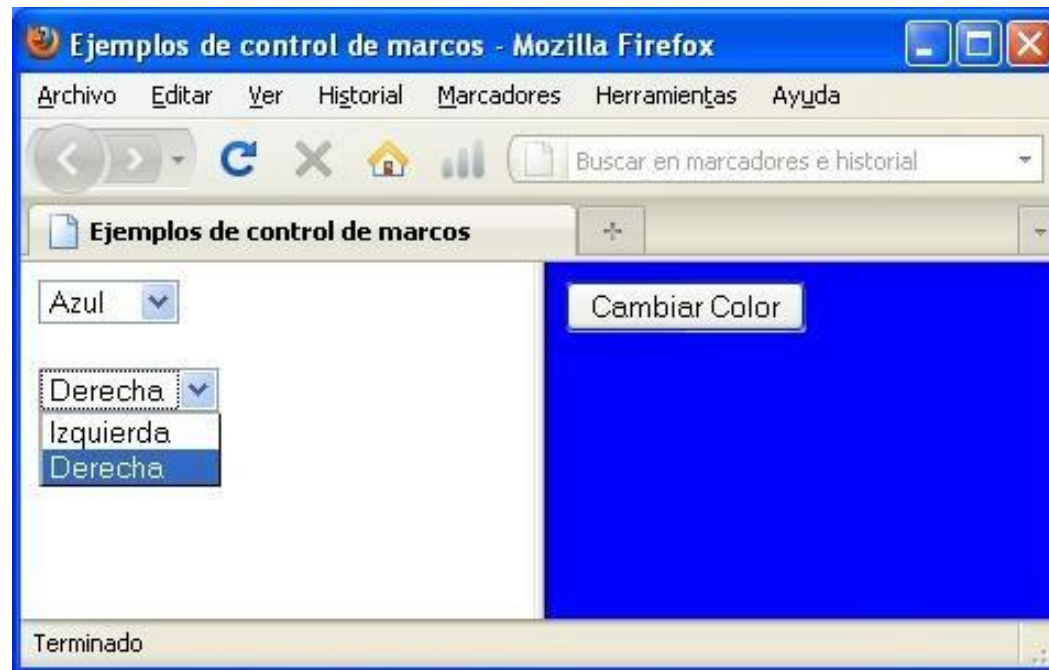 Ejemplos de control de marcos - Mozilla Firefox
Archivo Editar Ver Historial Marcadores Herramientas Ayuda
Buscar en marcadores e historial
Ejemplos de control de marcos
Azul
Cambiar Color
Derecha
Izquierda
Derecha
Terminado